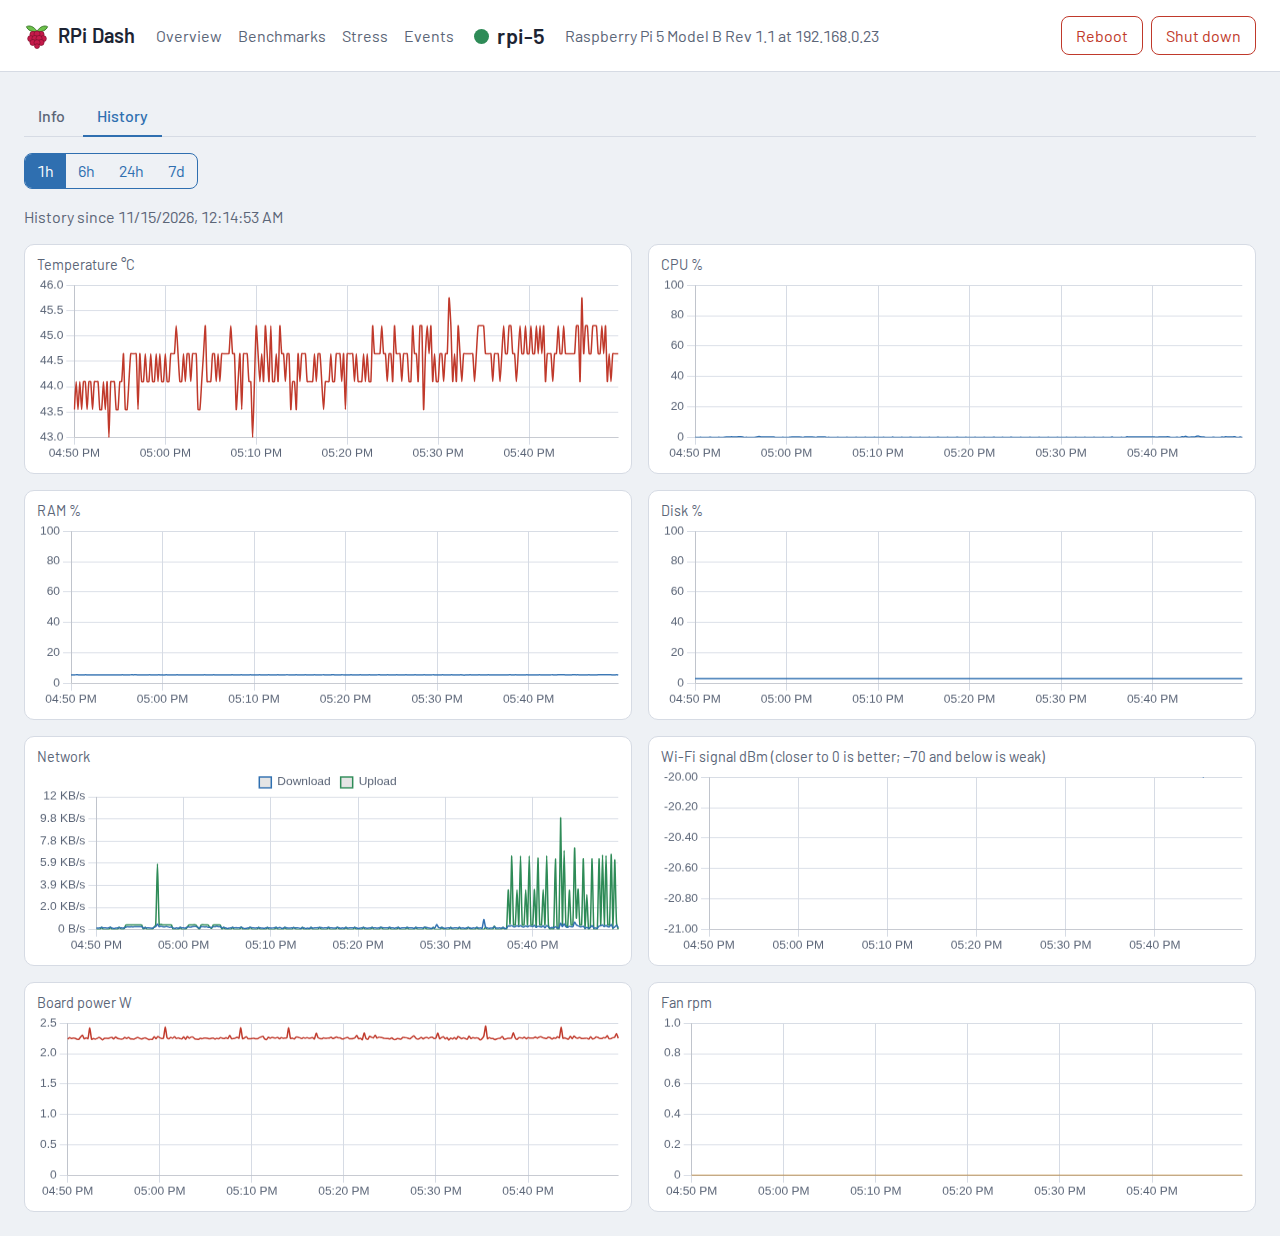 RPi Dash Overview Benchmarks Stress Events rpi-5 Raspberry Pi 5 Model B Rev 1.1 at 192.168.0.23 Reboot Shut down
Info History
1h 6h 24h 7d
History since 11/15/2026, 12:14:53 AM
Temperature °C
46.0
45.5
45.0
44.5
44.0
43.5
43.0
04:50 PM 05:00 PM 05:10 PM 05:20 PM 05:30 PM 05:40 PM
CPU %
100
80
60
40
20
0
04:50 PM 05:00 PM 05:10 PM 05:20 PM 05:30 PM 05:40 PM
RAM %
100
80
60
40
20
0
04:50 PM 05:00 PM 05:10 PM 05:20 PM 05:30 PM 05:40 PM
Disk %
100
80
60
40
20
0
04:50 PM 05:00 PM 05:10 PM 05:20 PM 05:30 PM 05:40 PM
Network
Download Upload
12 KB/s
9.8 KB/s
7.8 KB/s
5.9 KB/s
3.9 KB/s
2.0 KB/s
0 B/s
04:50 PM 05:00 PM 05:10 PM 05:20 PM 05:30 PM 05:40 PM
Wi-Fi signal dBm (closer to 0 is better; −70 and below is weak)
-20.00
-20.20
-20.40
-20.60
-20.80
-21.00
04:50 PM 05:00 PM 05:10 PM 05:20 PM 05:30 PM 05:40 PM
Board power W
2.5
2.0
1.5
1.0
0.5
0
04:50 PM 05:00 PM 05:10 PM 05:20 PM 05:30 PM 05:40 PM
Fan rpm
1.0
0.8
0.6
0.4
0.2
0
04:50 PM 05:00 PM 05:10 PM 05:20 PM 05:30 PM 05:40 PM